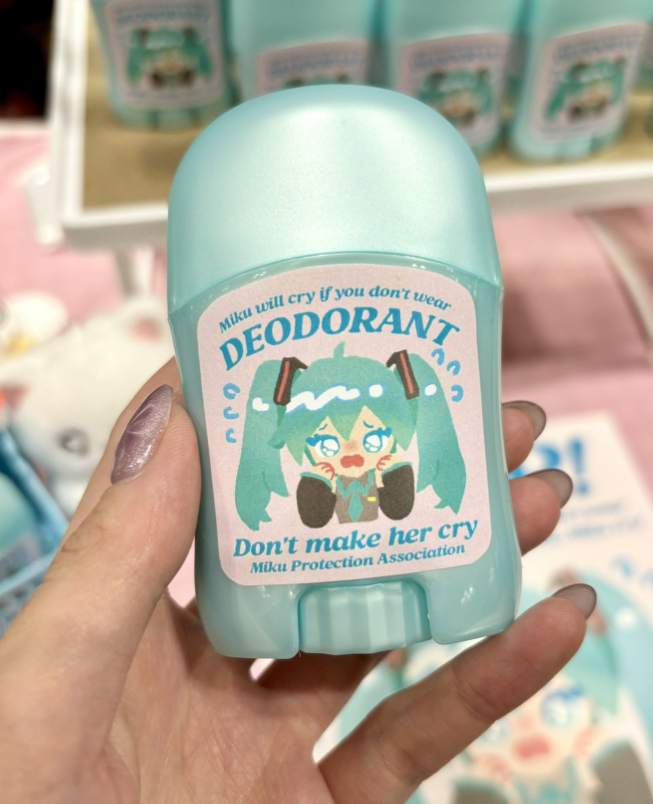 Miku will cry if you don't wear
DEODORANT
Don't make her cry
Miku Protection Association